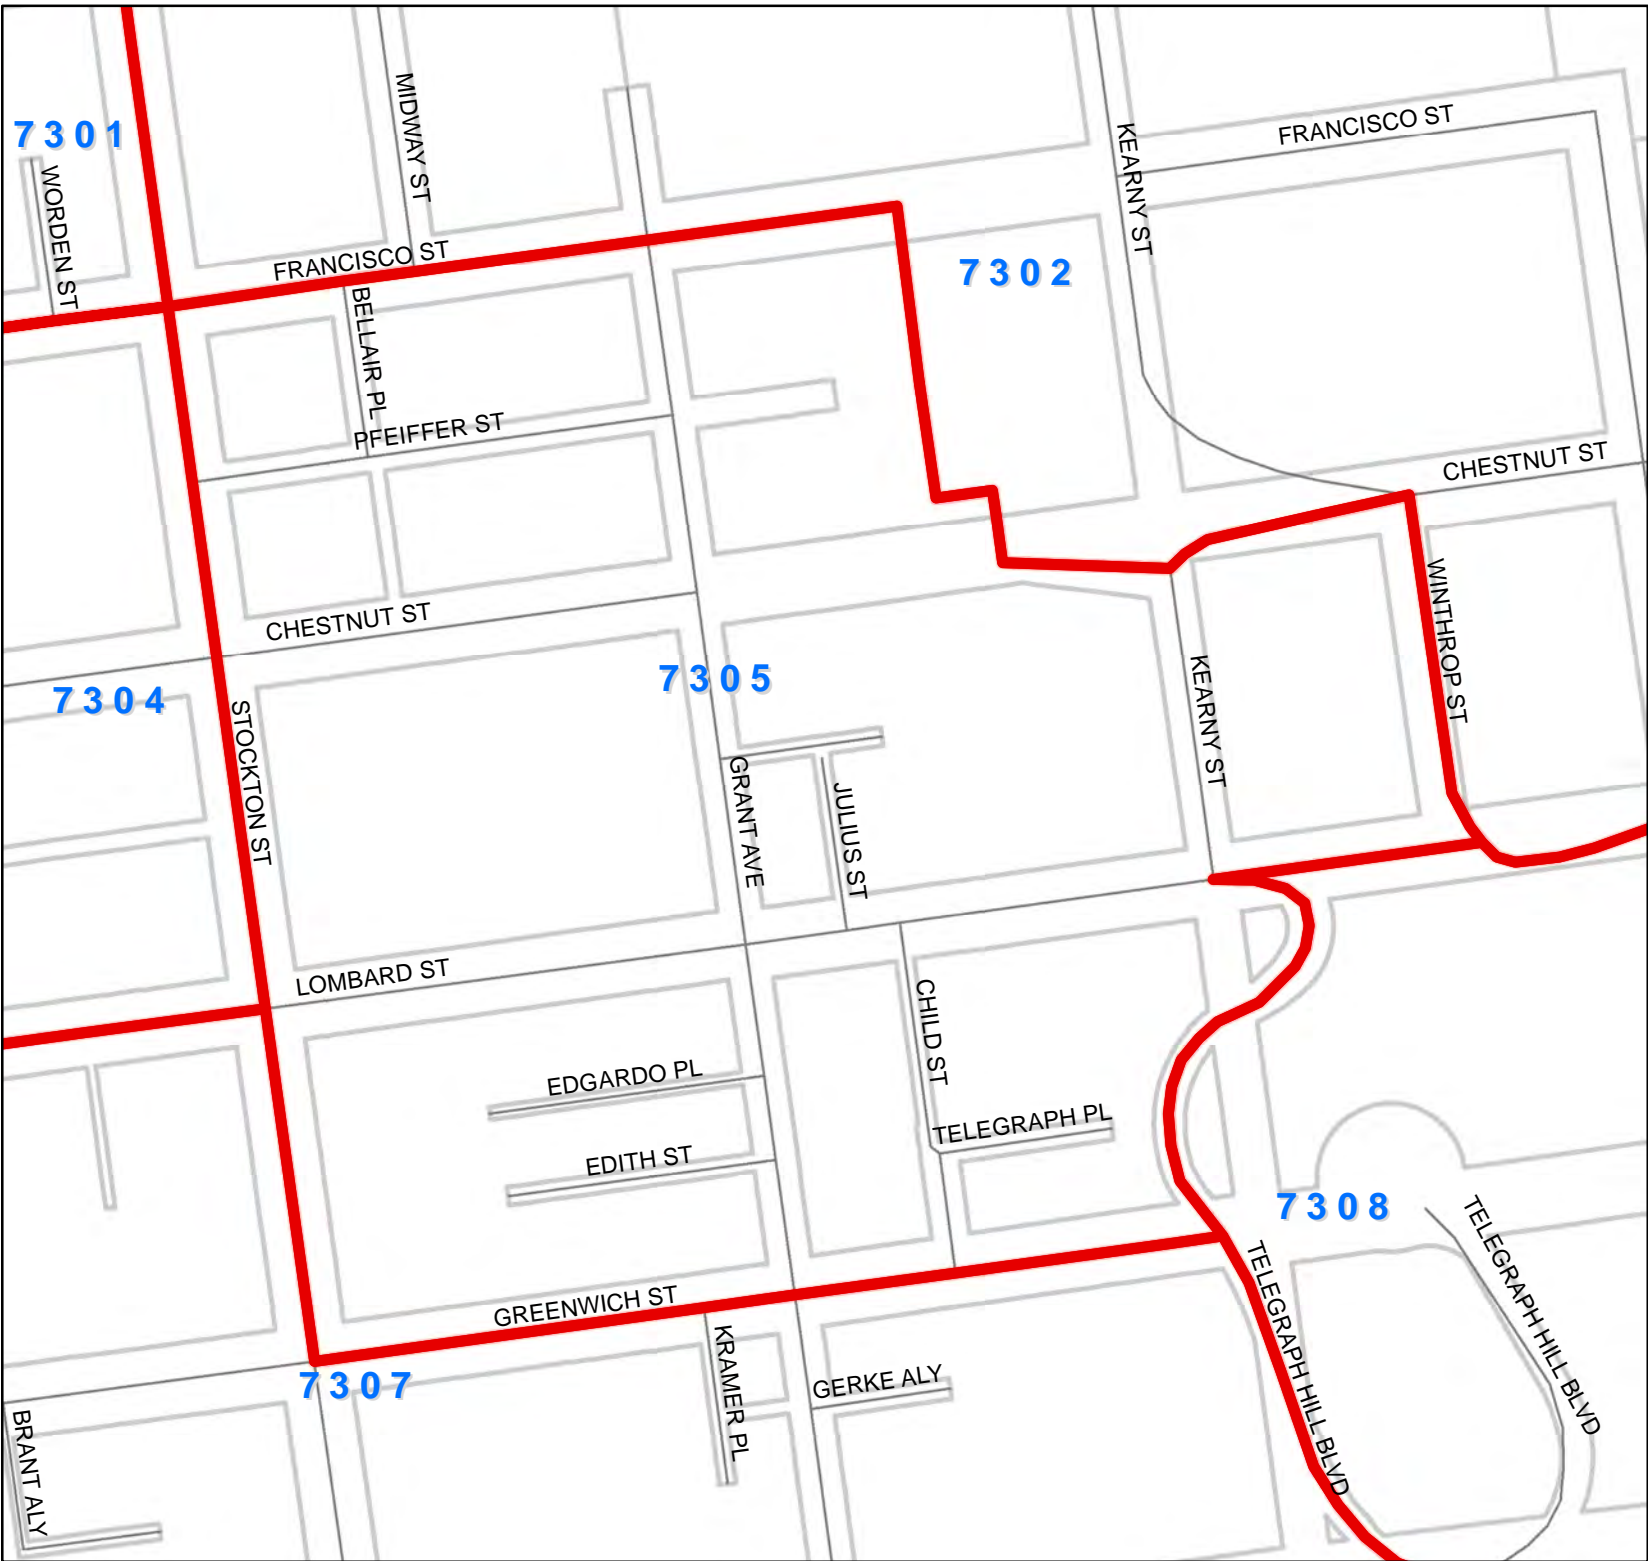 MIDWAY ST
KEARNY ST
FRANCISCO ST
7301
WORDEN ST
FRANCISCO ST
7302
BELLAIR PL
PFEIFFER ST
CHESTNUT ST
CHESTNUT ST
WINTHROP ST
7305
7304
KEARNY ST
STOCKTON ST
GRANT AVE
JULIUS ST
LOMBARD ST
CHILD ST
EDGARDO PL
TELEGRAPH PL
EDITH ST
7308
TELEGRAPH HILL BLVD
TELEGRAPH HILL BLVD
GREENWICH ST
KRAMER PL
7307
GERKE ALY
BRANT ALY